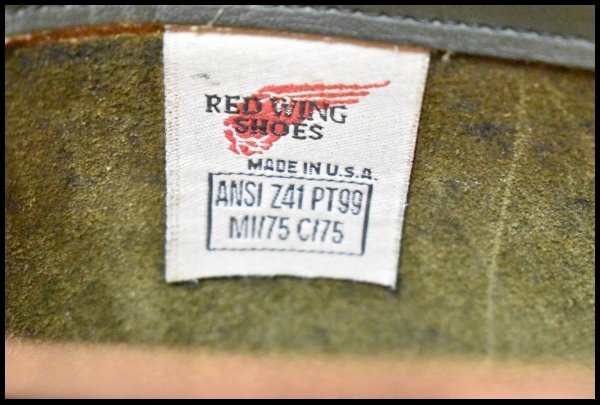 RED WING
SHOES
MADE IN U.S.A.
ANSI Z41 PT99
MI/75 C/75